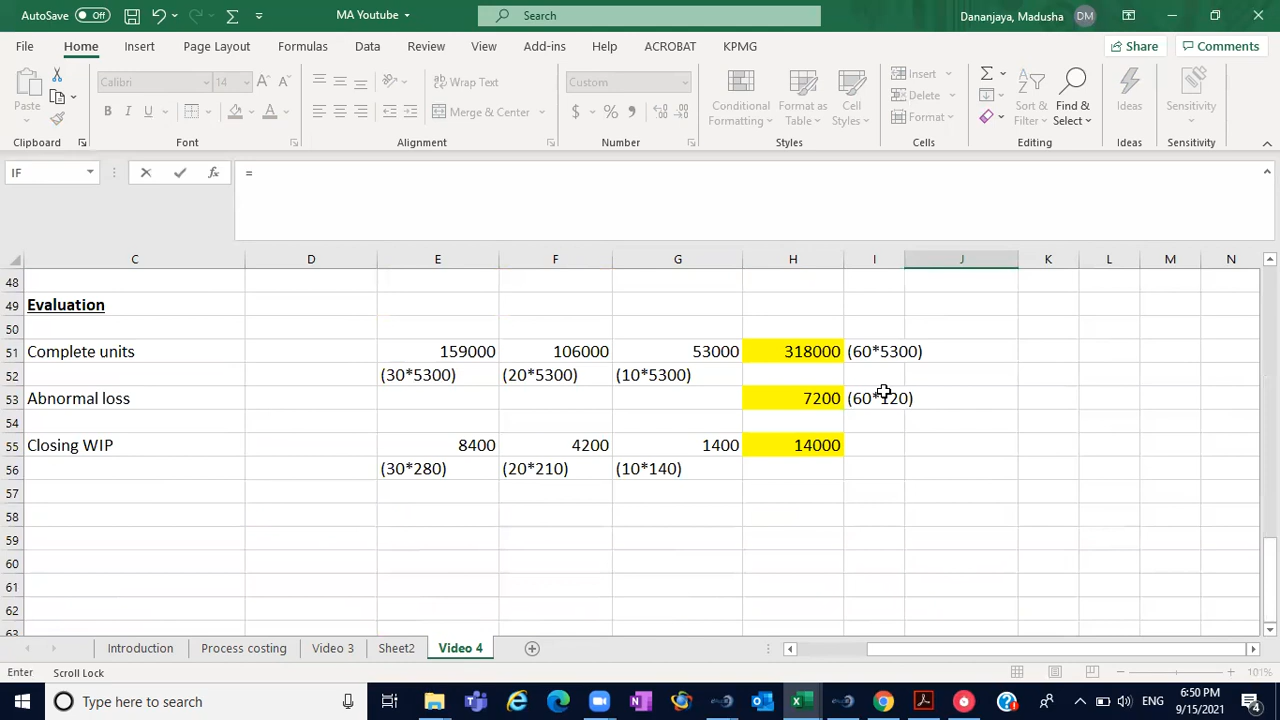 AutoSave Off MA Youtube Search Dananjaya, Madusha DM
File Home Insert Page Layout Formulas Data Review View Add-ins Help ACROBAT KPMG Share Comments
Paste Calibri 14 A A Wrap Text Custom Conditional Formatting Format as Table Cell Styles Insert Sort & Filter Find & Select Ideas Sensitivity
B I U A Merge & Center $ % Delete
Format
Clipboard Font Alignment Number Styles Cells Editing Ideas Sensitivity
IF fx =
C D E F G H I J K L M N
48
49 Evaluation
50
51 Complete units 159000 106000 53000 318000 (60*5300)
52 (30*5300) (20*5300) (10*5300)
53 Abnormal loss 7200 (60*120)
54
55 Closing WIP 8400 4200 1400 14000
56 (30*280) (20*210) (10*140)
57
58
59
60
61
62
63
Introduction Process costing Video 3 Sheet2 Video 4
Enter Scroll Lock 101%
Type here to search ENG 6:50 PM
9/15/2021 4